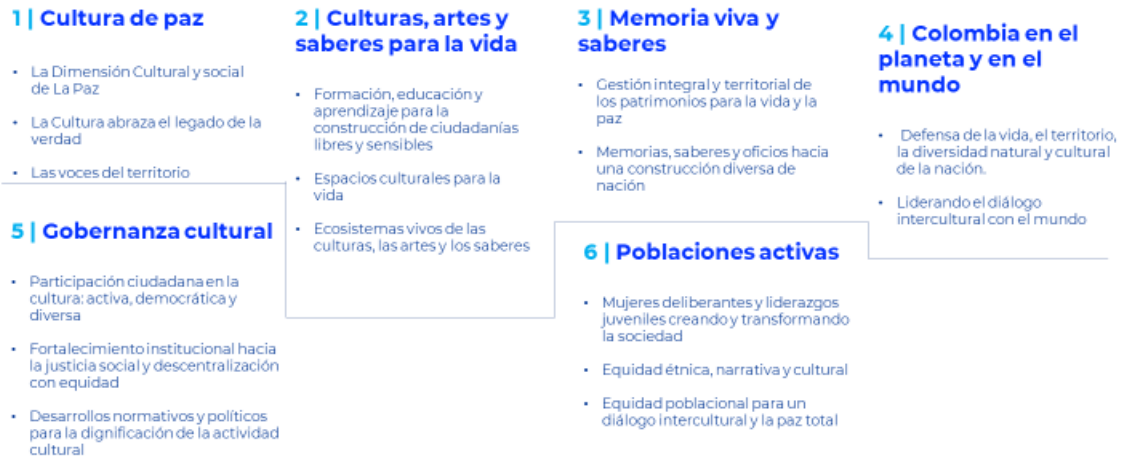 1 | Cultura de paz
• La Dimensión Cultural y social
de La Paz
• La Cultura abraza el legado de la
verdad
• Las voces del territorio
2 | Culturas, artes y
saberes para la vida
• Formación, educación y
aprendizaje para la
construcción de ciudadanías
libres y sensibles
• Espacios culturales para la
vida
• Ecosistemas vivos de las
culturas, las artes y los saberes
3 | Memoria viva y
saberes
• Gestión integral y territorial de
los patrimonios para la vida y la
paz
• Memorias, saberes y oficios hacia
una construcción diversa de
nación
4 | Colombia en el
planeta y en el
mundo
• Defensa de la vida, el territorio,
la diversidad natural y cultural
de la nación.
• Liderando el diálogo
intercultural con el mundo
5 | Gobernanza cultural
• Participación ciudadana en la
cultura: activa, democrática y
diversa
• Fortalecimiento institucional hacia
la justicia social y descentralización
con equidad
• Desarrollos normativos y políticos
para la dignificación de la actividad
cultural
6 | Poblaciones activas
• Mujeres deliberantes y liderazgos
juveniles creando y transformando
la sociedad
• Equidad étnica, narrativa y cultural
• Equidad poblacional para un
diálogo intercultural y la paz total